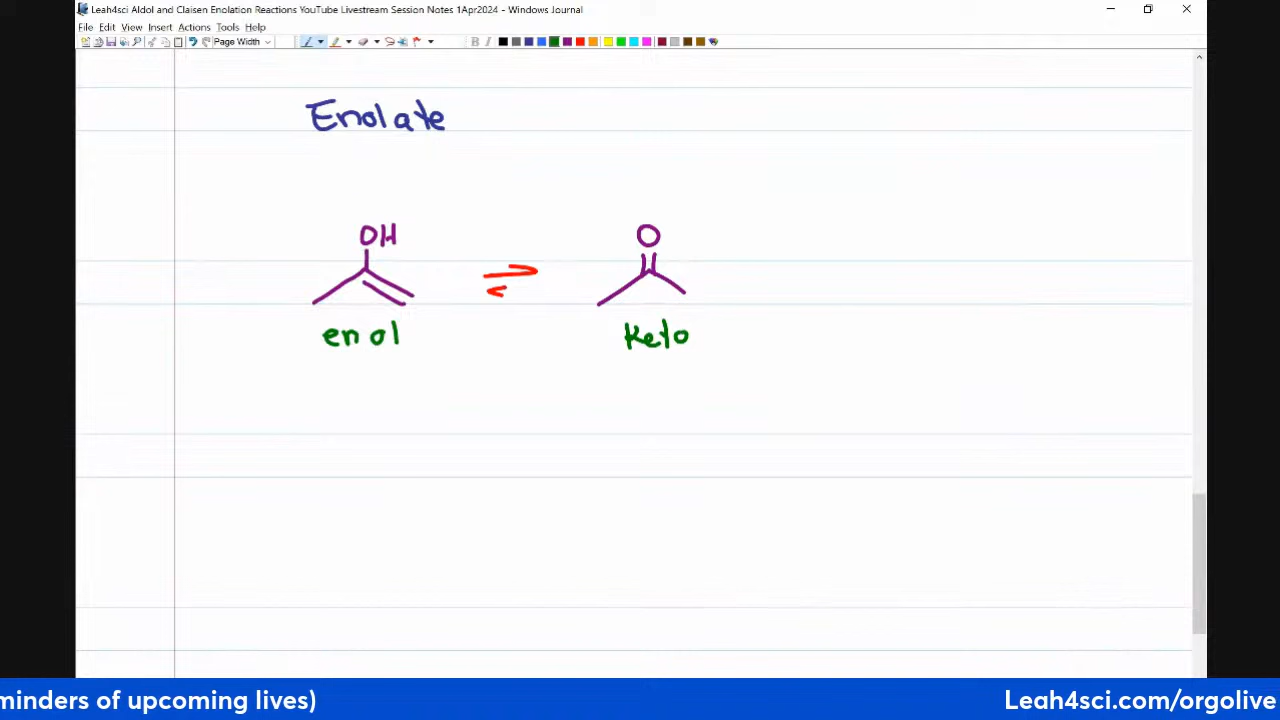 Leah4sci Aldol and Claisen Enolation Reactions YouTube Livestream Session Notes 1Apr2024 - Windows Journal
File Edit View Insert Actions Tools Help
Page Width
B I
Enolate
OH
O
enol
Keto
minders of upcoming lives)
Leah4sci.com/orgolive